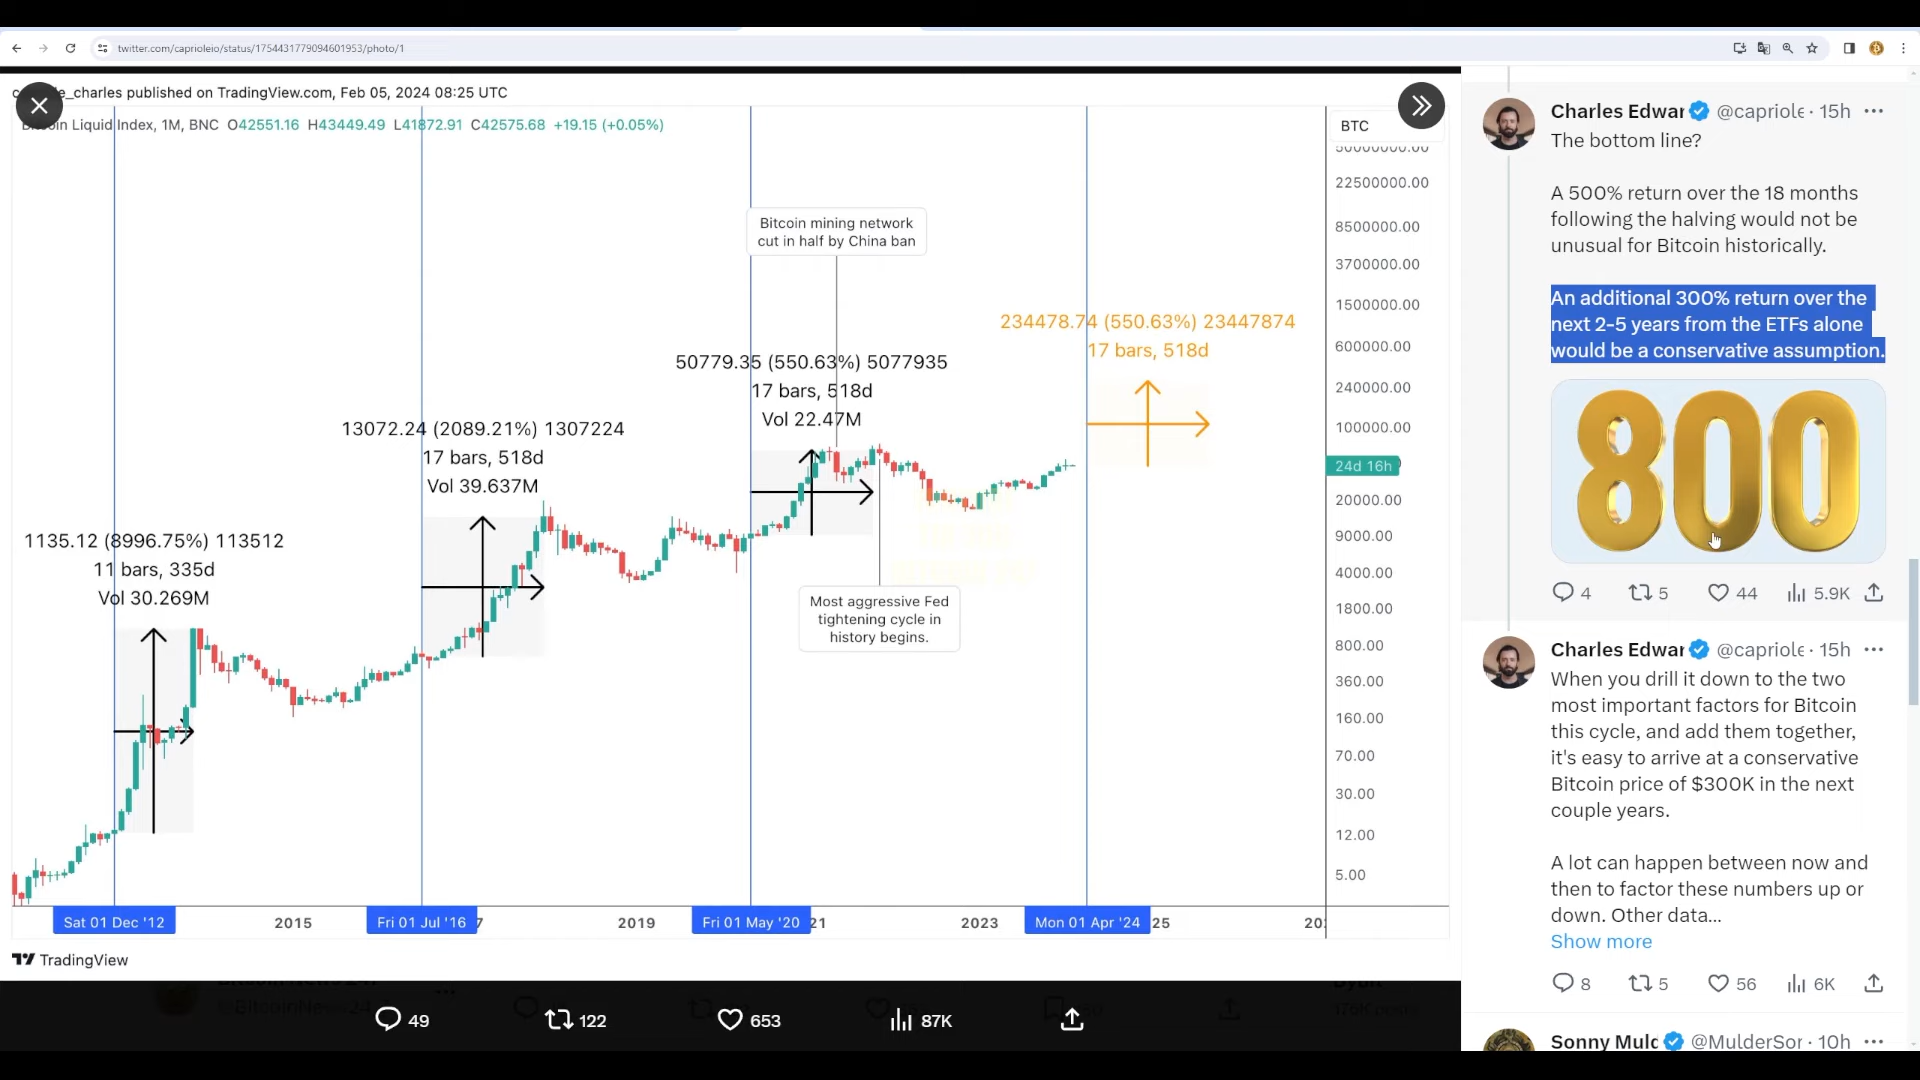 twitter.com/caprioleio/status/1754431779094601953/photo/1
e_charles published on TradingView.com, Feb 05, 2024 08:25 UTC
Liquid Index, 1M, BNC O42551.16 H43449.49 L41872.91 C42575.68 +19.15 (+0.05%)
BTC
22500000.00
8500000.00
3700000.00
1500000.00
600000.00
240000.00
100000.00
24d 16h
20000.00
9000.00
4000.00
1800.00
800.00
360.00
160.00
70.00
30.00
12.00
5.00
Bitcoin mining network
cut in half by China ban
234478.74 (550.63%) 23447874
17 bars, 518d
50779.35 (550.63%) 5077935
17 bars, 518d
Vol 22.47M
13072.24 (2089.21%) 1307224
17 bars, 518d
Vol 39.637M
1135.12 (8996.75%) 113512
11 bars, 335d
Vol 30.269M
Most aggressive Fed
tightening cycle in
history begins.
Sat 01 Dec '12 2015 Fri 01 Jul '16 7 2019 Fri 01 May '20 21 2023 Mon 01 Apr '24 25
TradingView
49 122 653 87K
Charles Edwar @capriole · 15h
The bottom line?
A 500% return over the 18 months
following the halving would not be
unusual for Bitcoin historically.
An additional 300% return over the
next 2-5 years from the ETFs alone
would be a conservative assumption.
800
4 5 44 5.9K
Charles Edwar @capriole · 15h
When you drill it down to the two
most important factors for Bitcoin
this cycle, and add them together,
it's easy to arrive at a conservative
Bitcoin price of $300K in the next
couple years.
A lot can happen between now and
then to factor these numbers up or
down. Other data...
Show more
8 5 56 6K
Sonny Mulc @MulderSor · 10h